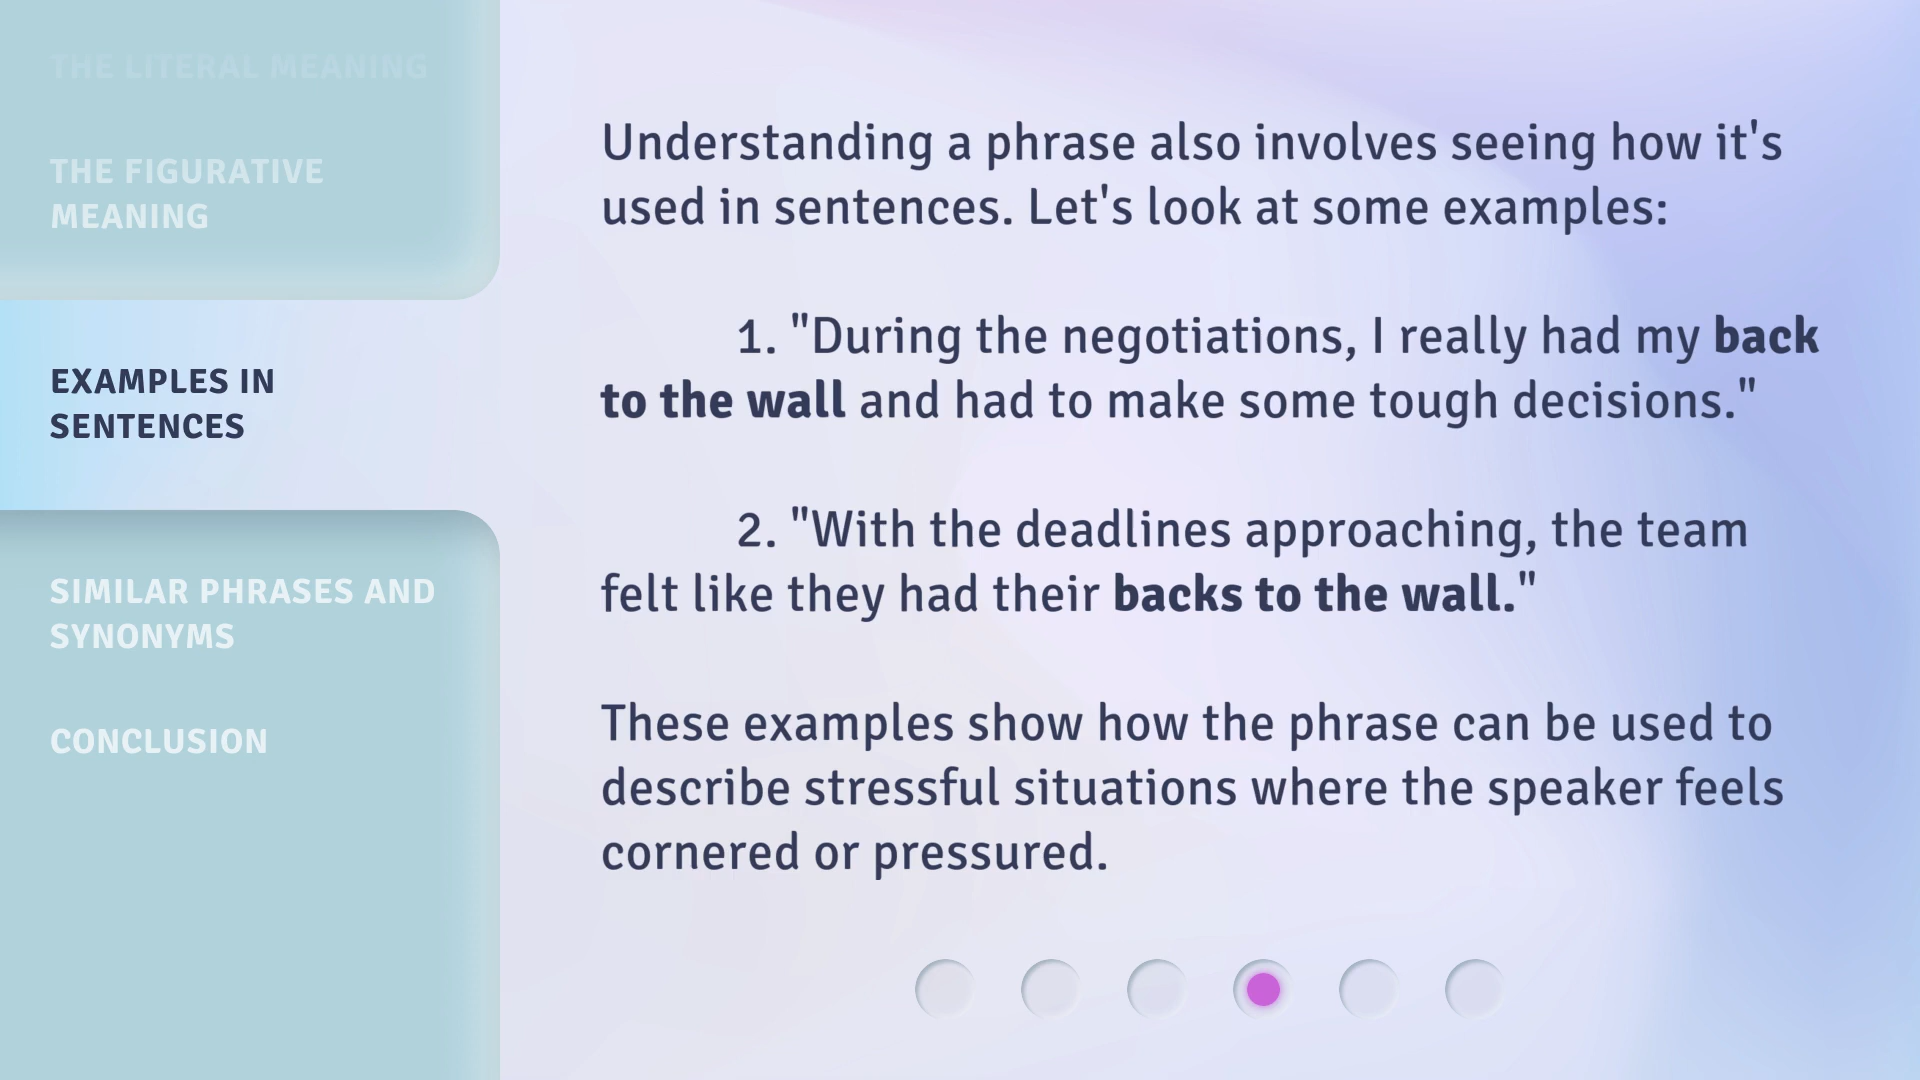 THE LITERAL MEANING
THE FIGURATIVE
MEANING
EXAMPLES IN
SENTENCES
SIMILAR PHRASES AND
SYNONYMS
CONCLUSION
Understanding a phrase also involves seeing how it's
used in sentences. Let's look at some examples:
1. "During the negotiations, I really had my back
to the wall and had to make some tough decisions."
2. "With the deadlines approaching, the team
felt like they had their backs to the wall."
These examples show how the phrase can be used to
describe stressful situations where the speaker feels
cornered or pressured.